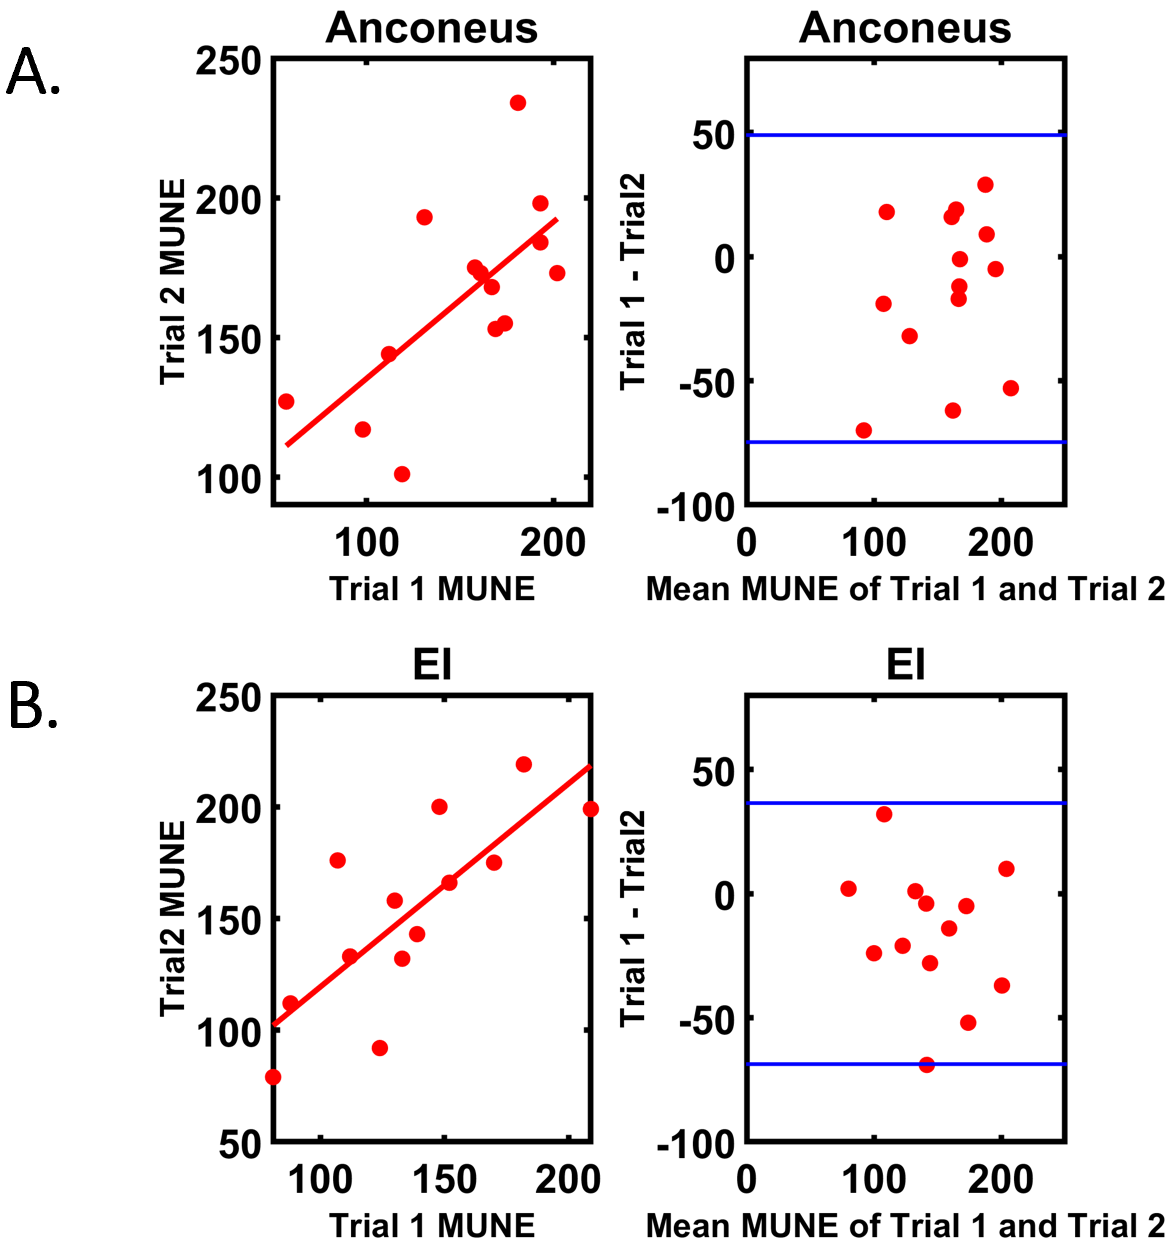 A.
Anconeus
250
200
150
100
Trial 2 MUNE
100 200
Trial 1 MUNE
Anconeus
50
0
-50
-100
Trial 1 - Trial2
0 100 200
Mean MUNE of Trial 1 and Trial 2
B.
EI
250
200
150
100
50
Trial2 MUNE
100 150 200
Trial 1 MUNE
EI
50
0
-50
-100
Trial 1 - Trial2
0 100 200
Mean MUNE of Trial 1 and Trial 2